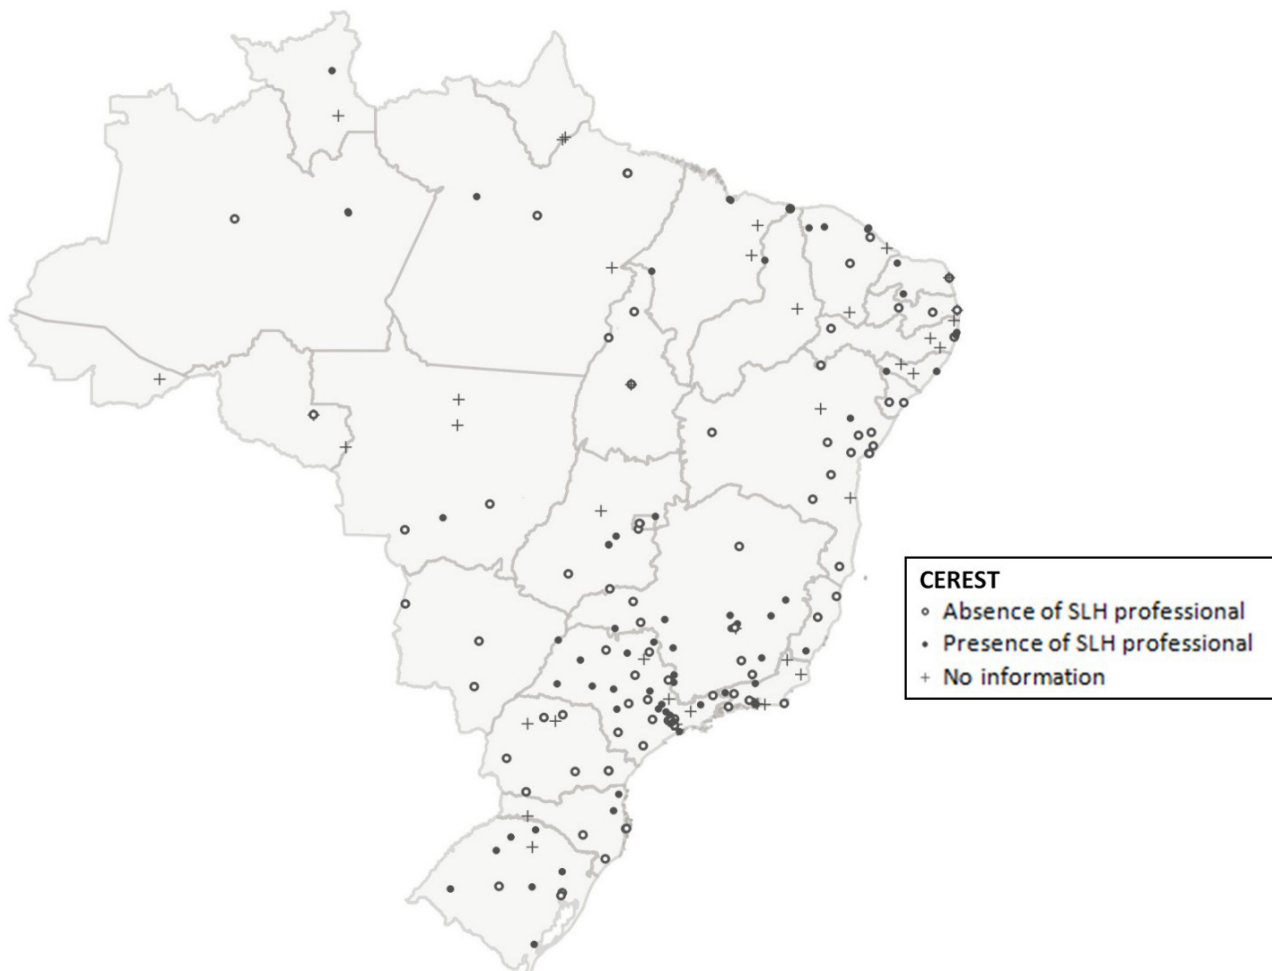 CEREST
Absence of SLH professional
Presence of SLH professional
No information